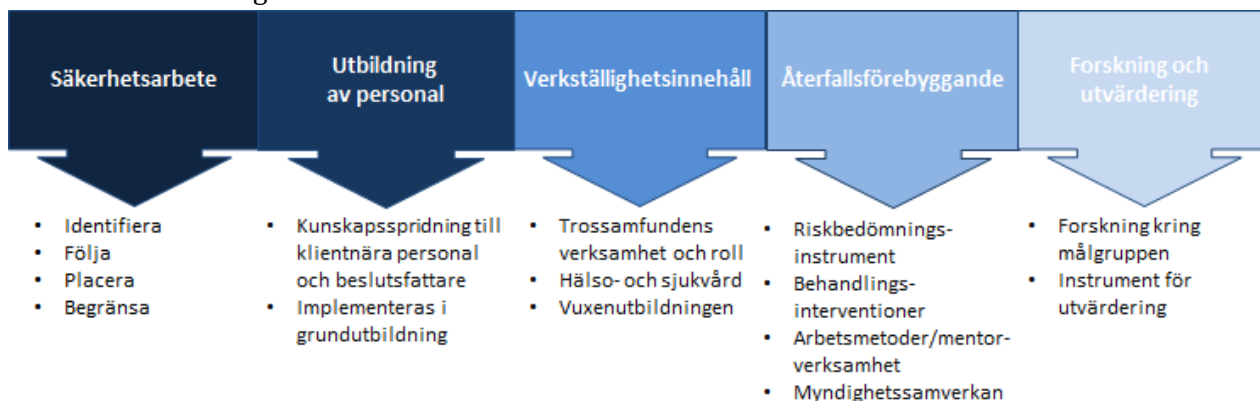 Säkerhetsarbete
Utbildning
av personal
Verkställighetsinnehåll
Återfallsförebyggande
Forskning och
utvärdering
• Identifiera
• Följa
• Placera
• Begränsa
• Kunskapsspridning till
klientnära personal
och beslutsfattare
• Implementeras i
grundutbildning
• Trossamfundens
verksamhet och roll
• Hälso- och sjukvård
• Vuxenutbildningen
• Riskbedömnings-
instrument
• Behandlings-
interventioner
• Arbetsmetoder/mentor-
verksamhet
• Myndighetssamverkan
• Forskning kring
målgruppen
• Instrument för
utvärdering